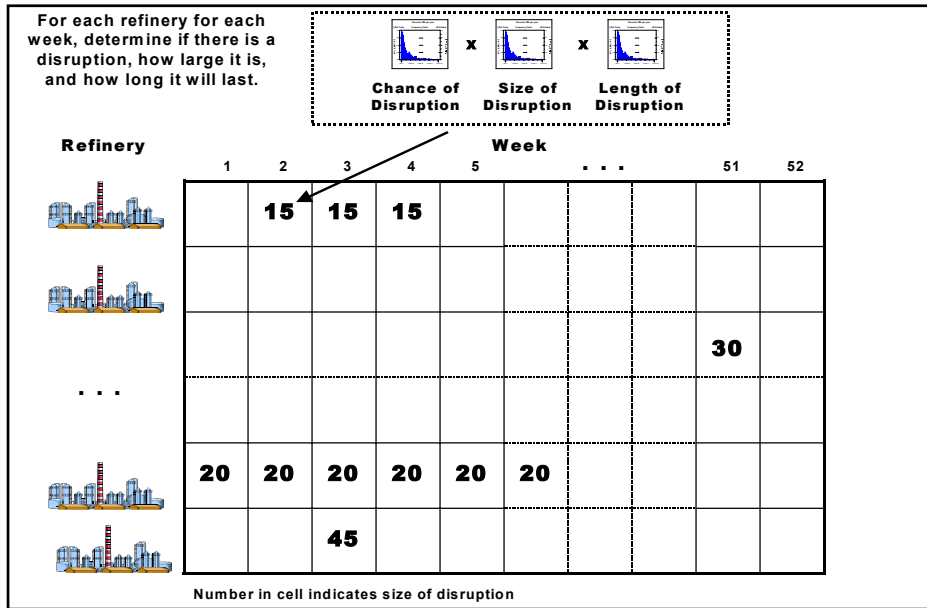 For each refinery for each
week, determine if there is a
disruption, how large it is,
and how long it will last.
x
x
Chance of
Disruption
Size of
Disruption
Length of
Disruption
Refinery
Week
1 2 3 4 5 . . . 51 52
15 15 15
30
. . .
20 20 20 20 20 20
45
Number in cell indicates size of disruption